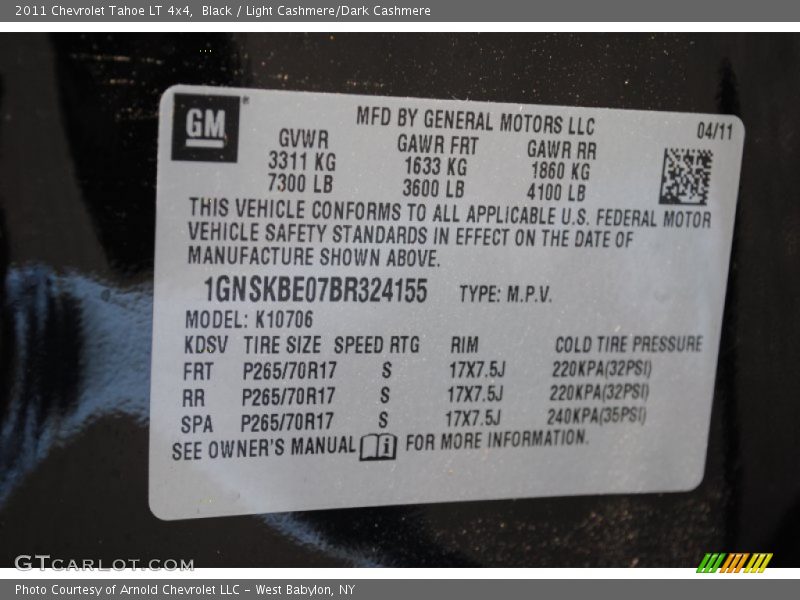 2011 Chevrolet Tahoe LT 4x4, Black / Light Cashmere/Dark Cashmere
GM®
MFD BY GENERAL MOTORS LLC 04/11
GVWR GAWR FRT GAWR RR
3311 KG 1633 KG 1860 KG
7300 LB 3600 LB 4100 LB
THIS VEHICLE CONFORMS TO ALL APPLICABLE U.S. FEDERAL MOTOR
VEHICLE SAFETY STANDARDS IN EFFECT ON THE DATE OF
MANUFACTURE SHOWN ABOVE.
1GNSKBE07BR324155 TYPE: M.P.V.
MODEL: K10706
KDSV TIRE SIZE SPEED RTG RIM COLD TIRE PRESSURE
FRT P265/70R17 S 17X7.5J 220KPA(32PSI)
RR P265/70R17 S 17X7.5J 220KPA(32PSI)
SPA P265/70R17 S 17X7.5J 240KPA(35PSI)
SEE OWNER'S MANUAL i FOR MORE INFORMATION.
GTCARLOT.COM
Photo Courtesy of Arnold Chevrolet LLC - West Babylon, NY